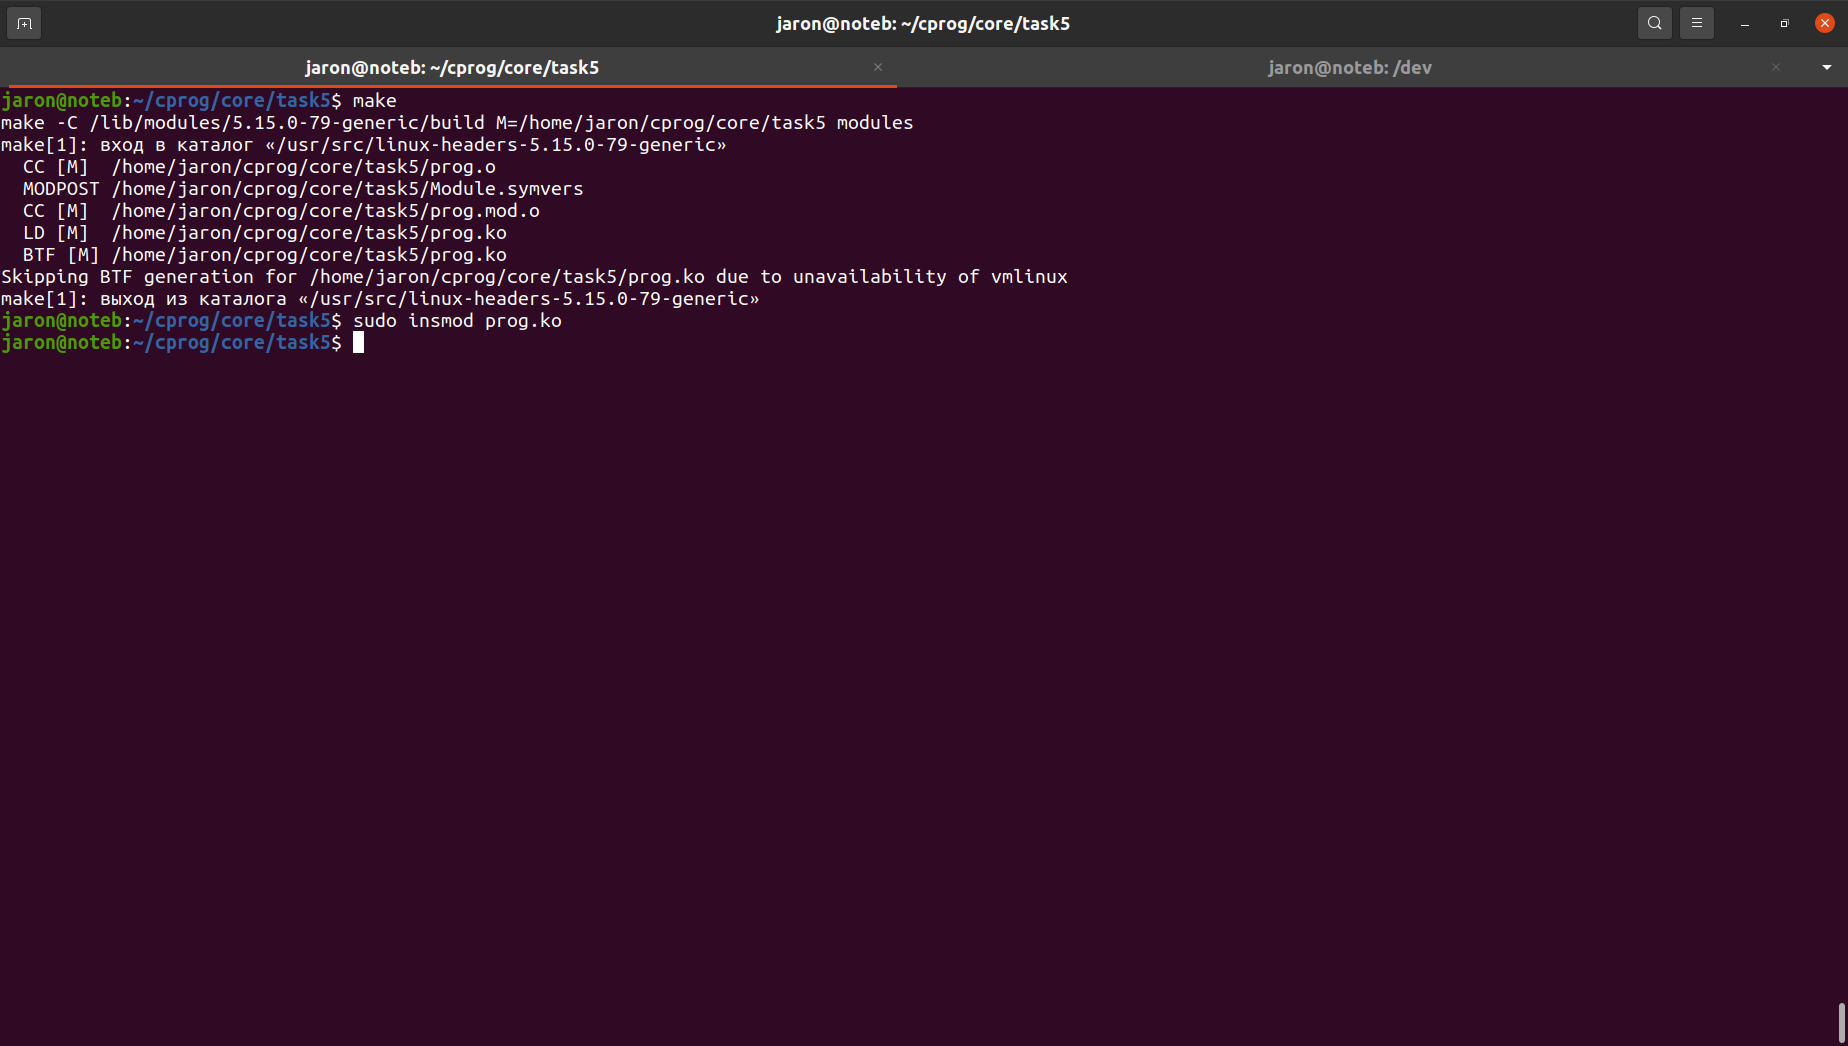 jaron@noteb: ~/cprog/core/task5
jaron@noteb: ~/cprog/core/task5
jaron@noteb: /dev
jaron@noteb:~/cprog/core/task5$ make
make -C /lib/modules/5.15.0-79-generic/build M=/home/jaron/cprog/core/task5 modules
make[1]: вход в каталог «/usr/src/linux-headers-5.15.0-79-generic»
  CC [M]  /home/jaron/cprog/core/task5/prog.o
  MODPOST /home/jaron/cprog/core/task5/Module.symvers
  CC [M]  /home/jaron/cprog/core/task5/prog.mod.o
  LD [M]  /home/jaron/cprog/core/task5/prog.ko
  BTF [M] /home/jaron/cprog/core/task5/prog.ko
Skipping BTF generation for /home/jaron/cprog/core/task5/prog.ko due to unavailability of vmlinux
make[1]: выход из каталога «/usr/src/linux-headers-5.15.0-79-generic»
jaron@noteb:~/cprog/core/task5$ sudo insmod prog.ko
jaron@noteb:~/cprog/core/task5$